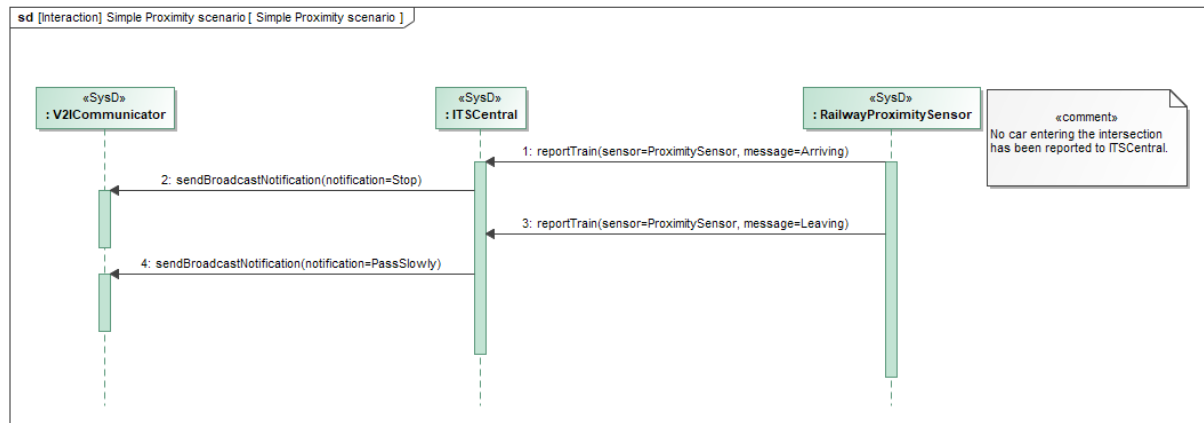 sd [Interaction] Simple Proximity scenario [ Simple Proximity scenario ]
«SysD»
: V2ICommunicator
«SysD»
: ITSCentral
«SysD»
: RailwayProximitySensor
«comment»
No car entering the intersection
has been reported to ITSCentral.
1: reportTrain(sensor=ProximitySensor, message=Arriving)
2: sendBroadcastNotification(notification=Stop)
3: reportTrain(sensor=ProximitySensor, message=Leaving)
4: sendBroadcastNotification(notification=PassSlowly)